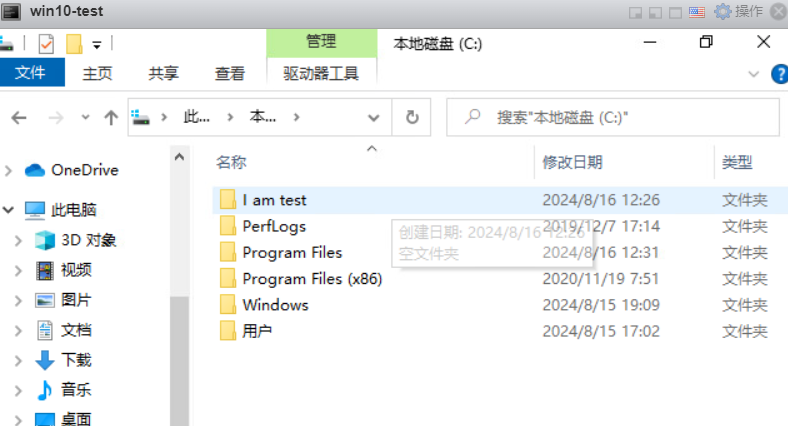 win10-test 操作
管理 本地磁盘 (C:)
文件 主页 共享 查看 驱动器工具
此... 本... 搜索"本地磁盘 (C:)"
名称 修改日期 类型
OneDrive
此电脑
3D 对象
视频
图片
文档
下载
音乐
桌面
I am test 2024/8/16 12:26 文件夹
PerfLogs 2019/12/7 17:14 文件夹
Program Files 2024/8/16 12:31 文件夹
Program Files (x86) 2020/11/19 7:51 文件夹
Windows 2024/8/15 19:09 文件夹
用户 2024/8/15 17:02 文件夹
创建日期: 2024/8/16 12:26
空文件夹